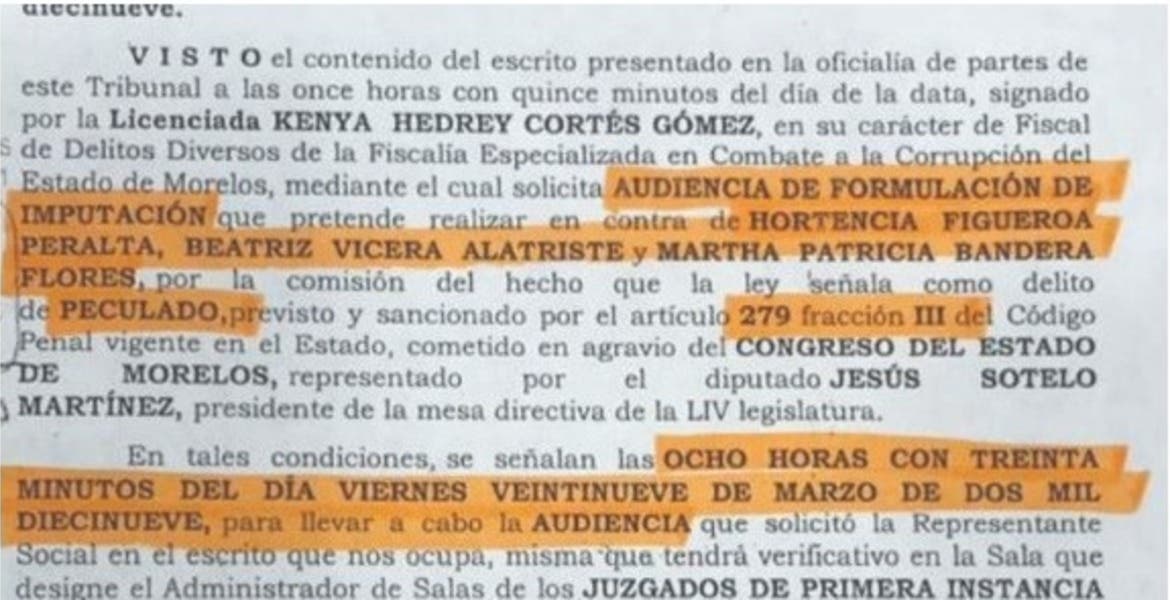 diecinueve.
V I S T O el contenido del escrito presentado en la oficialía de partes de
este Tribunal a las once horas con quince minutos del día de la data, signado
por la Licenciada KENYA HEDREY CORTÉS GÓMEZ, en su carácter de Fiscal
de Delitos Diversos de la Fiscalía Especializada en Combate a la Corrupción del
Estado de Morelos, mediante el cual solicita AUDIENCIA DE FORMULACIÓN DE
IMPUTACIÓN que pretende realizar en contra de HORTENCIA FIGUEROA
PERALTA, BEATRIZ VICERA ALATRISTE y MARTHA PATRICIA BANDERA
FLORES, por la comisión del hecho que la ley señala como delito
de PECULADO, previsto y sancionado por el artículo 279 fracción III del Código
Penal vigente en el Estado, cometido en agravio del CONGRESO DEL ESTADO
DE MORELOS, representado por el diputado JESÚS SOTELO
MARTÍNEZ, presidente de la mesa directiva de la LIV legislatura.
En tales condiciones, se señalan las OCHO HORAS CON TREINTA
MINUTOS DEL DÍA VIERNES VEINTINUEVE DE MARZO DE DOS MIL
DIECINUEVE, para llevar a cabo la AUDIENCIA que solicitó la Representante
Social en el escrito que nos ocupa, misma que tendrá verificativo en la Sala que
designe el Administrador de Salas de los JUZGADOS DE PRIMERA INSTANCIA